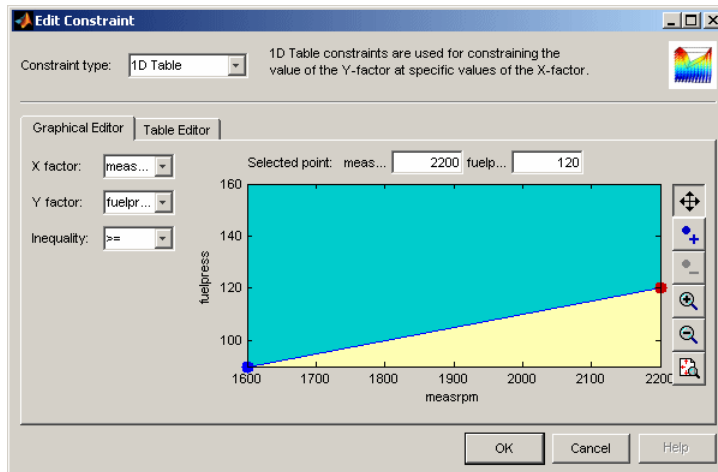 Edit Constraint
Constraint type: 1D Table
1D Table constraints are used for constraining the
value of the Y-factor at specific values of the X-factor.
Graphical Editor Table Editor
X factor: meas...
Y factor: fuelpr...
Inequality: >=
Selected point: meas... 2200 fuelp... 120
160
140
120
100
fuelpress
1600 1700 1800 1900 2000 2100 2200
measrpm
OK Cancel Help